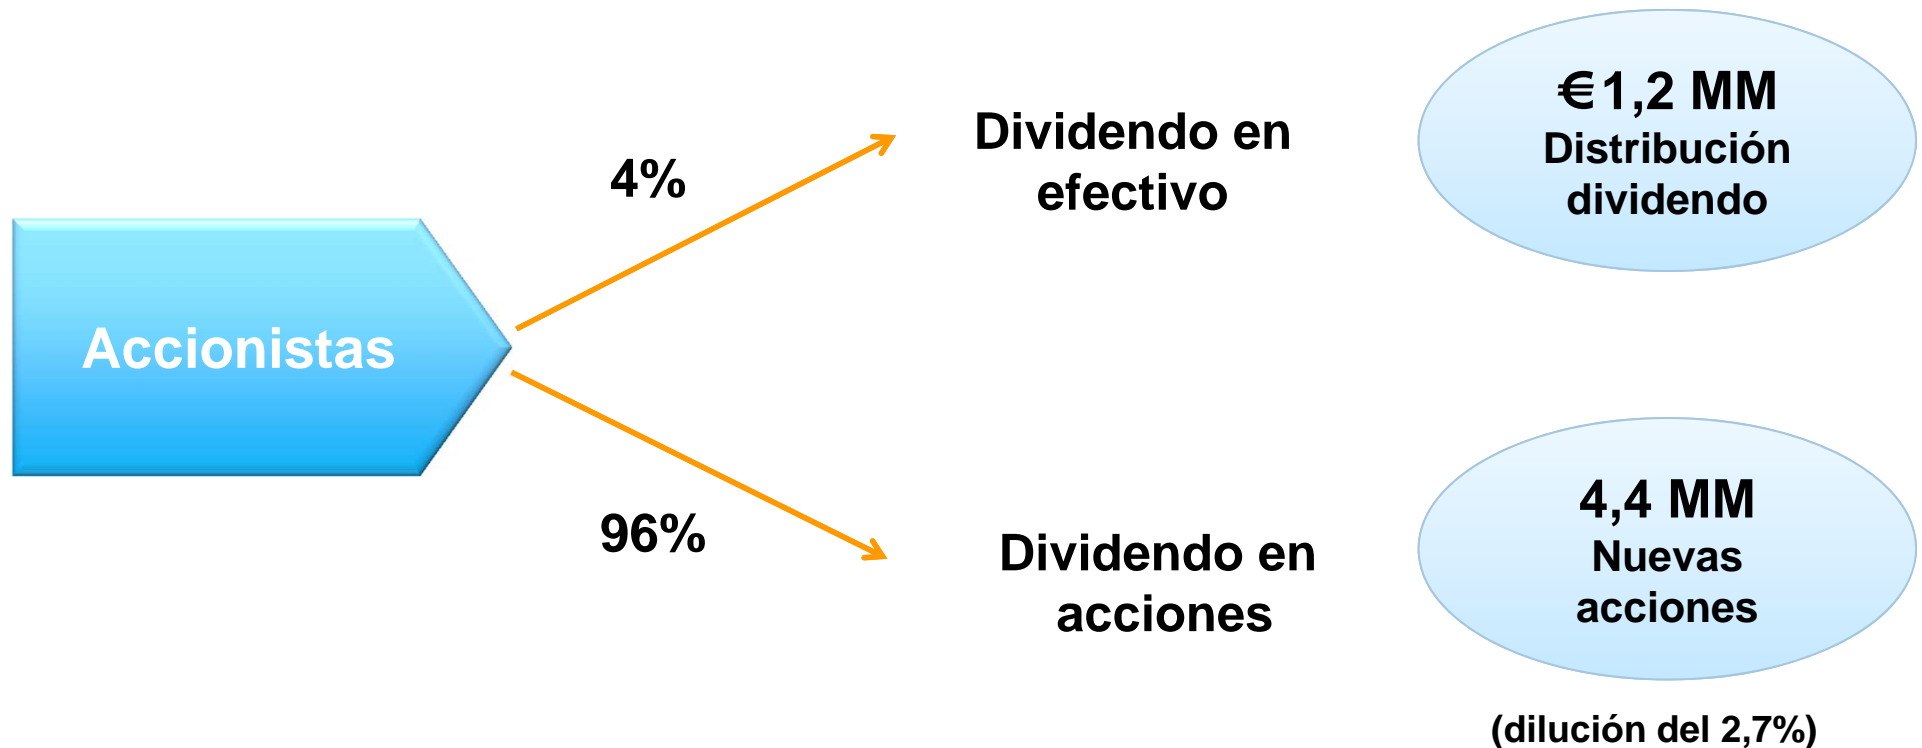 Accionistas
4%
Dividendo en
efectivo
€1,2 MM
Distribución
dividendo
96%
Dividendo en
acciones
4,4 MM
Nuevas
acciones
(dilución del 2,7%)